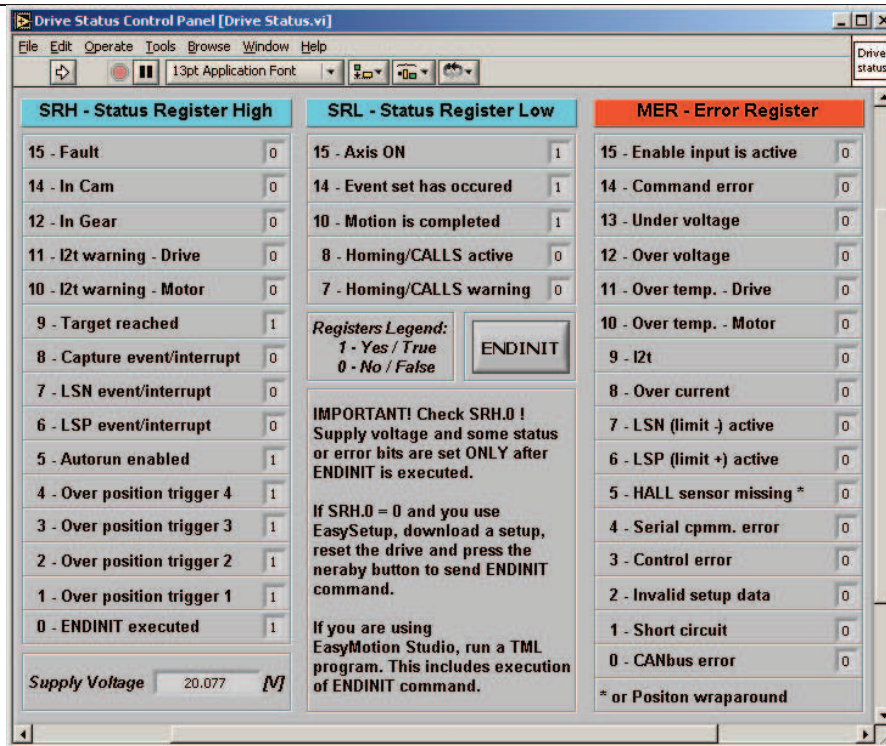 Drive Status Control Panel [Drive Status.vi]
File Edit Operate Tools Browse Window Help
13pt Application Font
Drive
status
SRH - Status Register High
15 - Fault 0
14 - In Cam 0
12 - In Gear 0
11 - I2t warning - Drive 0
10 - I2t warning - Motor 0
9 - Target reached 1
8 - Capture event/interrupt 0
7 - LSN event/interrupt 0
6 - LSP event/interrupt 0
5 - Autorun enabled 1
4 - Over position trigger 4 1
3 - Over position trigger 3 1
2 - Over position trigger 2 1
1 - Over position trigger 1 1
0 - ENDINIT executed 1
Supply Voltage 20.077 [V]
SRL - Status Register Low
15 - Axis ON 1
14 - Event set has occured 1
10 - Motion is completed 1
8 - Homing/CALLS active 0
7 - Homing/CALLS warning 0
Registers Legend:
1 - Yes / True
0 - No / False
ENDINIT
IMPORTANT! Check SRH.0 !
Supply voltage and some status
or error bits are set ONLY after
ENDINIT is executed.
If SRH.0 = 0 and you use
EasySetup, download a setup,
reset the drive and press the
neraby button to send ENDINIT
command.
If you are using
EasyMotion Studio, run a TML
program. This includes execution
of ENDINIT command.
MER - Error Register
15 - Enable input is active 0
14 - Command error 0
13 - Under voltage 0
12 - Over voltage 0
11 - Over temp. - Drive 0
10 - Over temp. - Motor 0
9 - I2t 0
8 - Over current 0
7 - LSN (limit -) active 0
6 - LSP (limit +) active 0
5 - HALL sensor missing * 0
4 - Serial cpmm. error 0
3 - Control error 0
2 - Invalid setup data 0
1 - Short circuit 0
0 - CANbus error 0
* or Positon wraparound